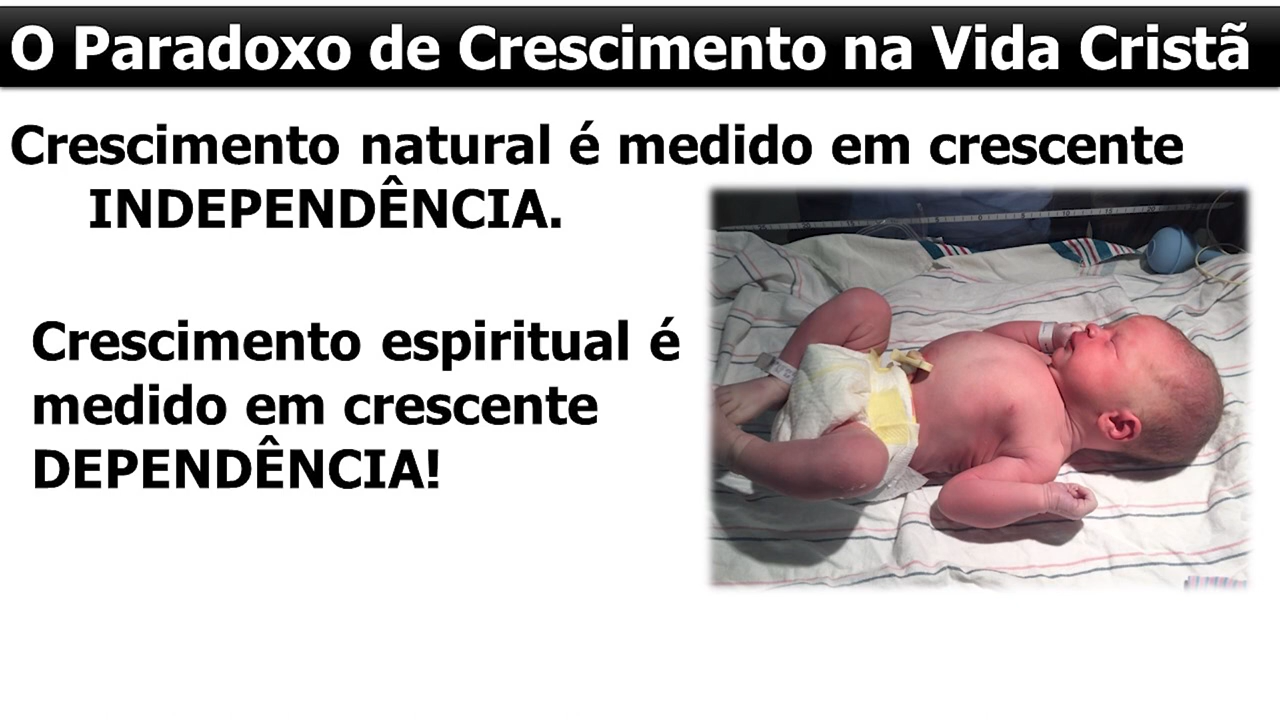 O Paradoxo de Crescimento na Vida Cristã
Crescimento natural é medido em crescente
INDEPENDÊNCIA.
Crescimento espiritual é
medido em crescente
DEPENDÊNCIA!